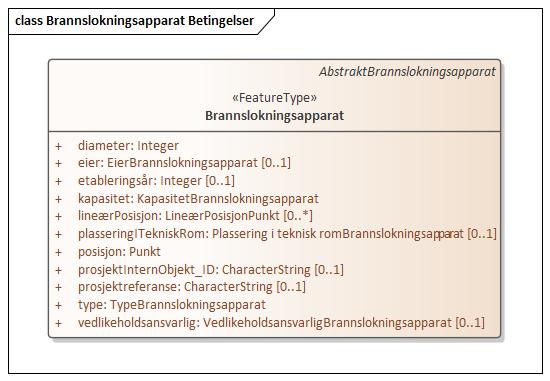 class Brannslokningsapparat Betingelser
AbstraktBrannslokningsapparat
«FeatureType»
Brannslokningsapparat
+ diameter: Integer
+ eier: EierBrannslokningsapparat [0..1]
+ etableringsår: Integer [0..1]
+ kapasitet: KapasitetBrannslokningsapparat
+ lineærPosisjon: LineærPosisjonPunkt [0..*]
+ plasseringITekniskRom: Plassering i teknisk romBrannslokningsapparat [0..1]
+ posisjon: Punkt
+ prosjektInternObjekt_ID: CharacterString [0..1]
+ prosjektreferanse: CharacterString [0..1]
+ type: TypeBrannslokningsapparat
+ vedlikeholdsansvarlig: VedlikeholdsansvarligBrannslokningsapparat [0..1]